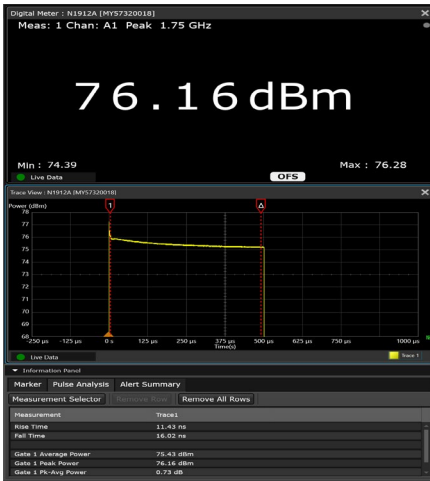 Digital Meter : N1912A [MY57320018]
Meas: 1 Chan: A1 Peak 1.75 GHz
76.16dBm
Min : 74.39
Max : 76.28
Live Data
OFS
Trace View : N1912A [MY57320018]
Power (dBm)
1 Δ
78
77
76
75
74
73
72
71
70
69
68
-250 µs -125 µs 0 s 125 µs 250 µs 375 µs 500 µs 625 µs 750 µs 1000 µs
Time(s)
Live Data
Trace 1
Information Panel
Marker Pulse Analysis Alert Summary
Measurement Selector Remove Row Remove All Rows
Measurement Trace1
Rise Time 11.43 ns
Fall Time 16.02 ns
Gate 1 Average Power 75.43 dBm
Gate 1 Peak Power 76.16 dBm
Gate 1 Pk-Avg Power 0.73 dB